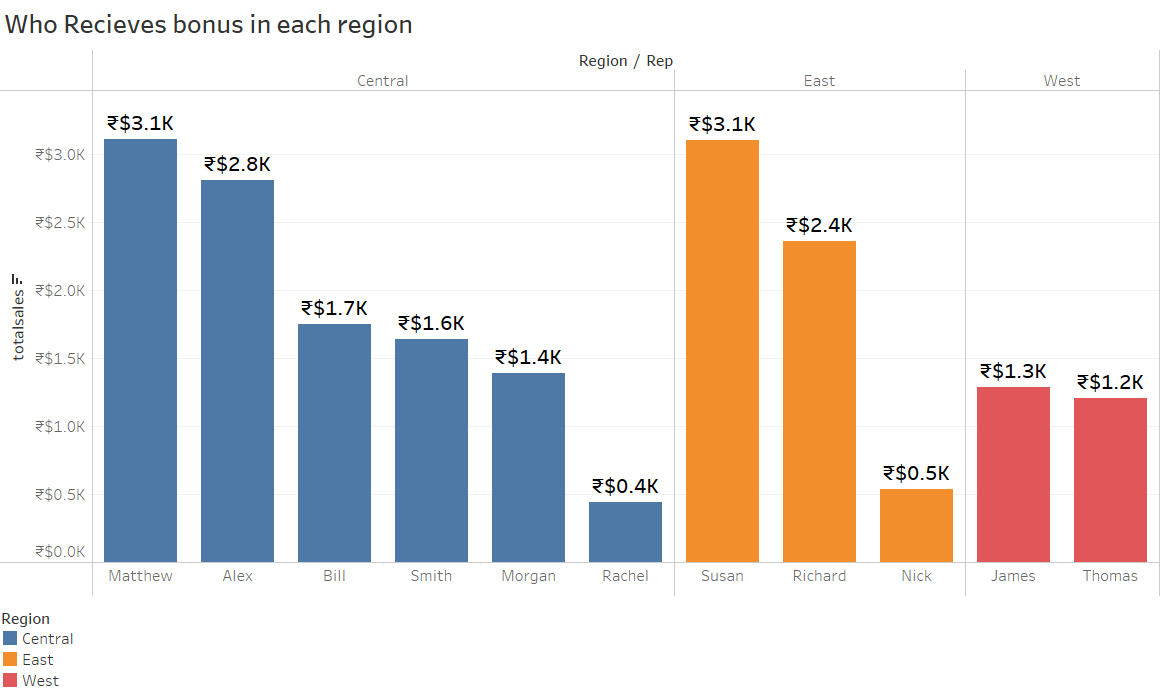 Who Recieves bonus in each region
Region / Rep
Central East West
₹$3.1K
₹$2.8K
₹$1.7K
₹$1.6K
₹$1.4K
₹$0.4K
₹$3.1K
₹$2.4K
₹$0.5K
₹$1.3K
₹$1.2K
₹$3.0K
₹$2.5K
₹$2.0K
₹$1.5K
₹$1.0K
₹$0.5K
₹$0.0K
totalsales
Matthew Alex Bill Smith Morgan Rachel Susan Richard Nick James Thomas
Region
Central
East
West